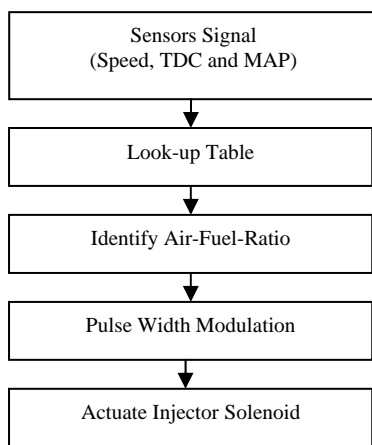 Sensors Signal
(Speed, TDC and MAP)
Look-up Table
Identify Air-Fuel-Ratio
Pulse Width Modulation
Actuate Injector Solenoid